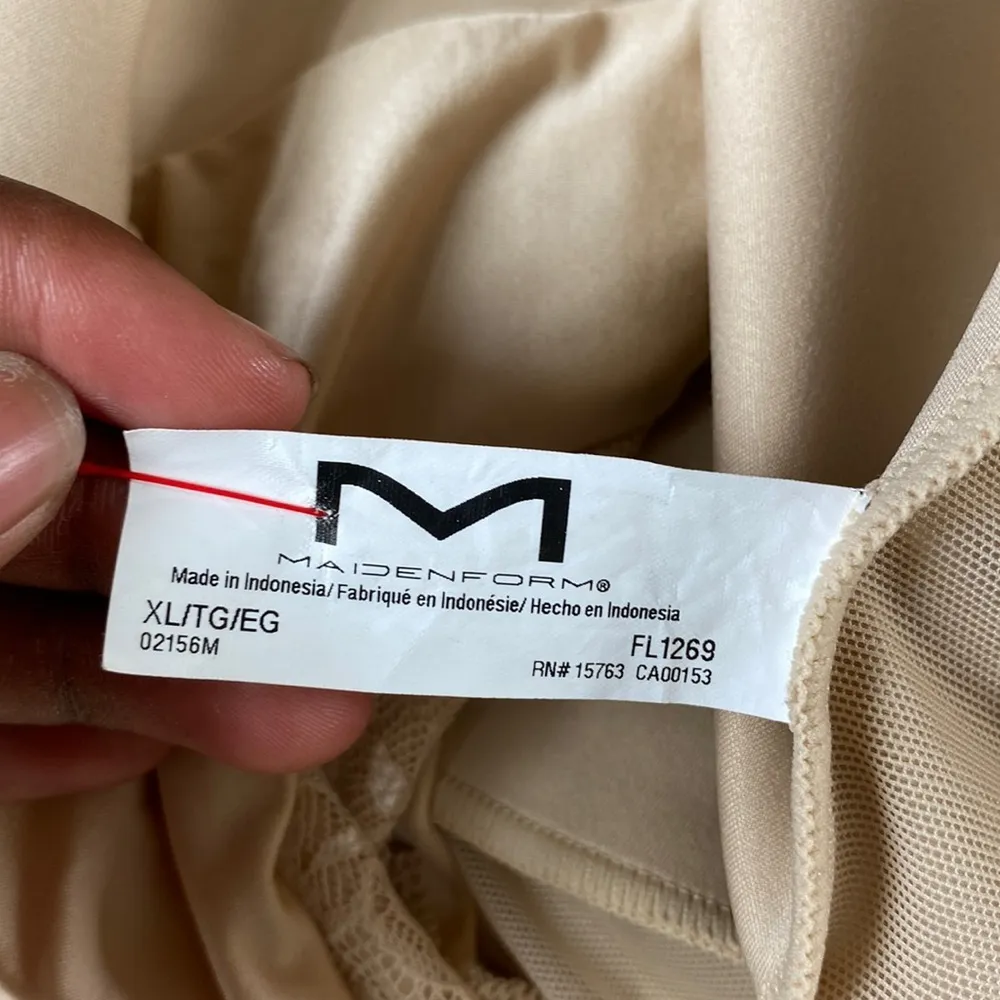 M
MAIDENFORM®
Made in Indonesia/ Fabriqué en Indonésie/ Hecho en Indonesia
XL/TG/EG
02156M
FL1269
RN# 15763 CA00153